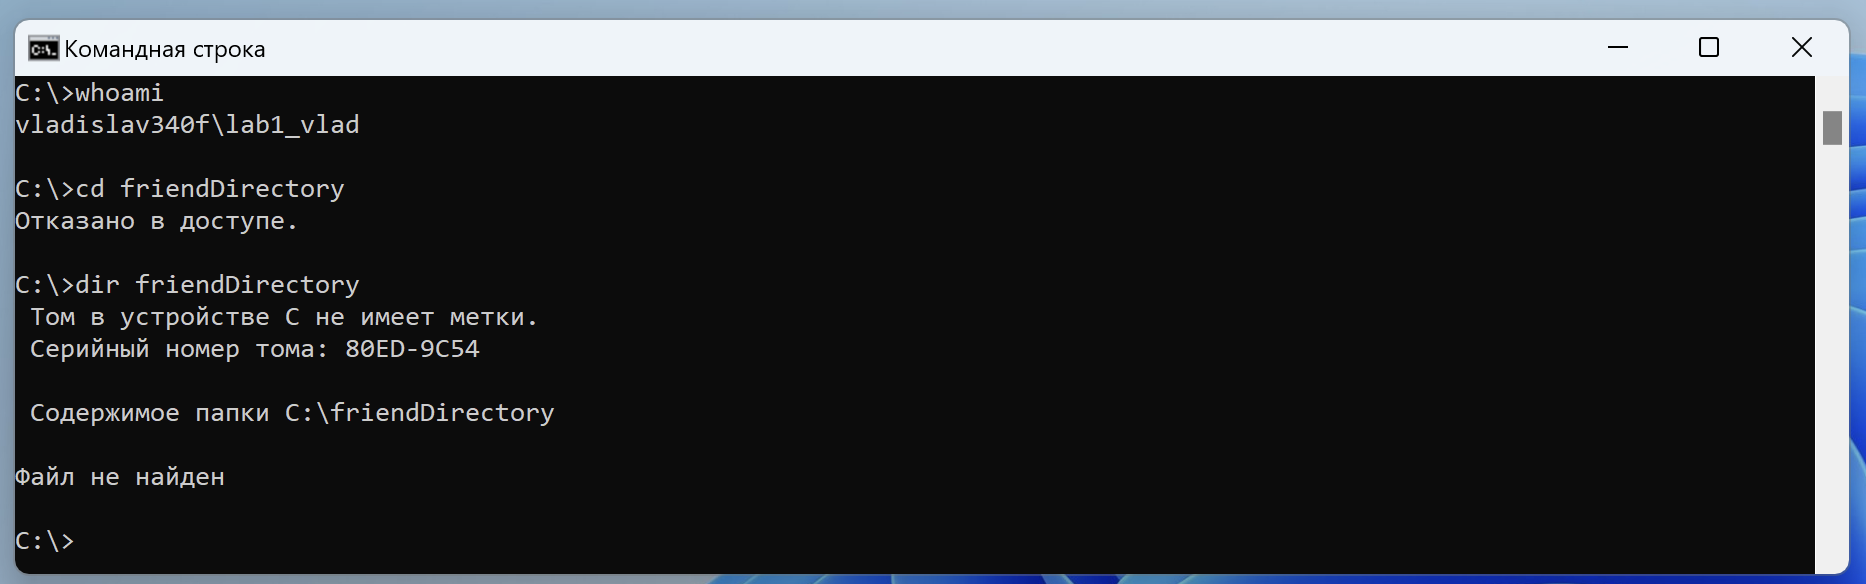 Командная строка
C:\>whoami
vladislav340f\lab1_vlad
C:\>cd friendDirectory
Отказано в доступе.
C:\>dir friendDirectory
Том в устройстве C не имеет метки.
Серийный номер тома: 80ED-9C54
Содержимое папки C:\friendDirectory
Файл не найден
C:\>